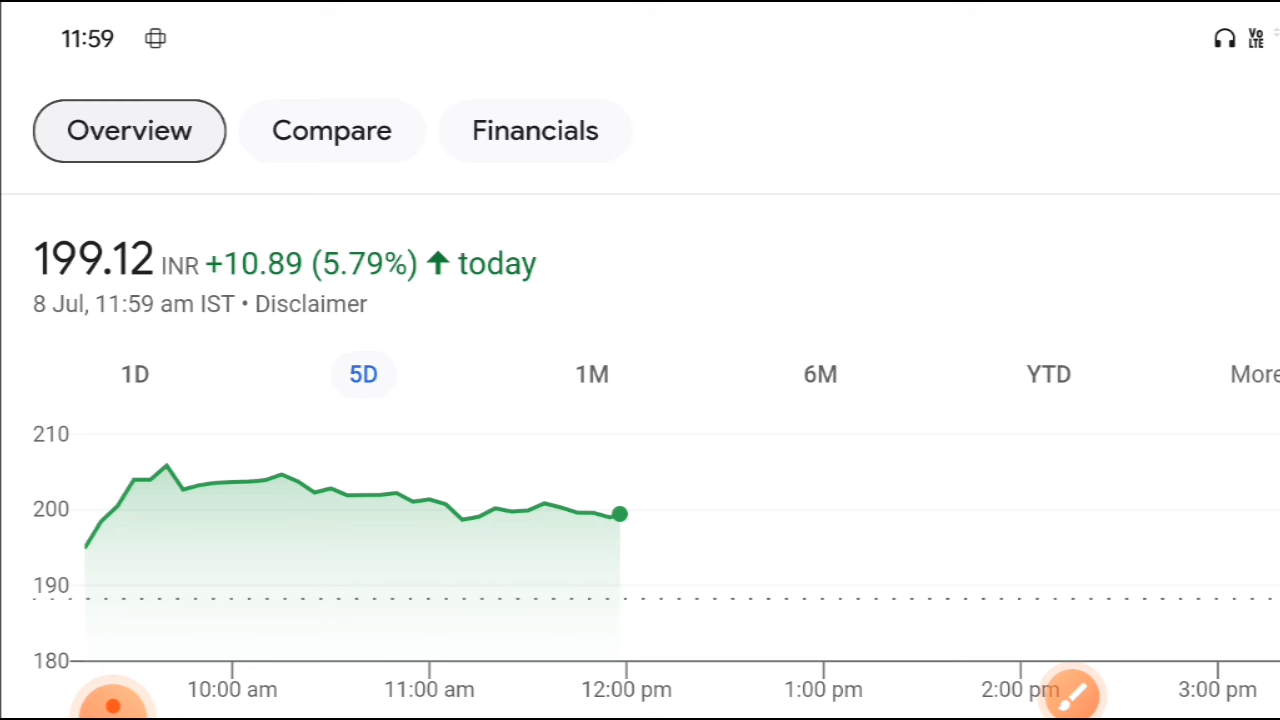 11:59 Vo LTE
Overview Compare Financials
199.12 INR +10.89 (5.79%) ↑ today
8 Jul, 11:59 am IST • Disclaimer
1D 5D 1M 6M YTD More
210
200
190
180
10:00 am 11:00 am 12:00 pm 1:00 pm 2:00 pm 3:00 pm